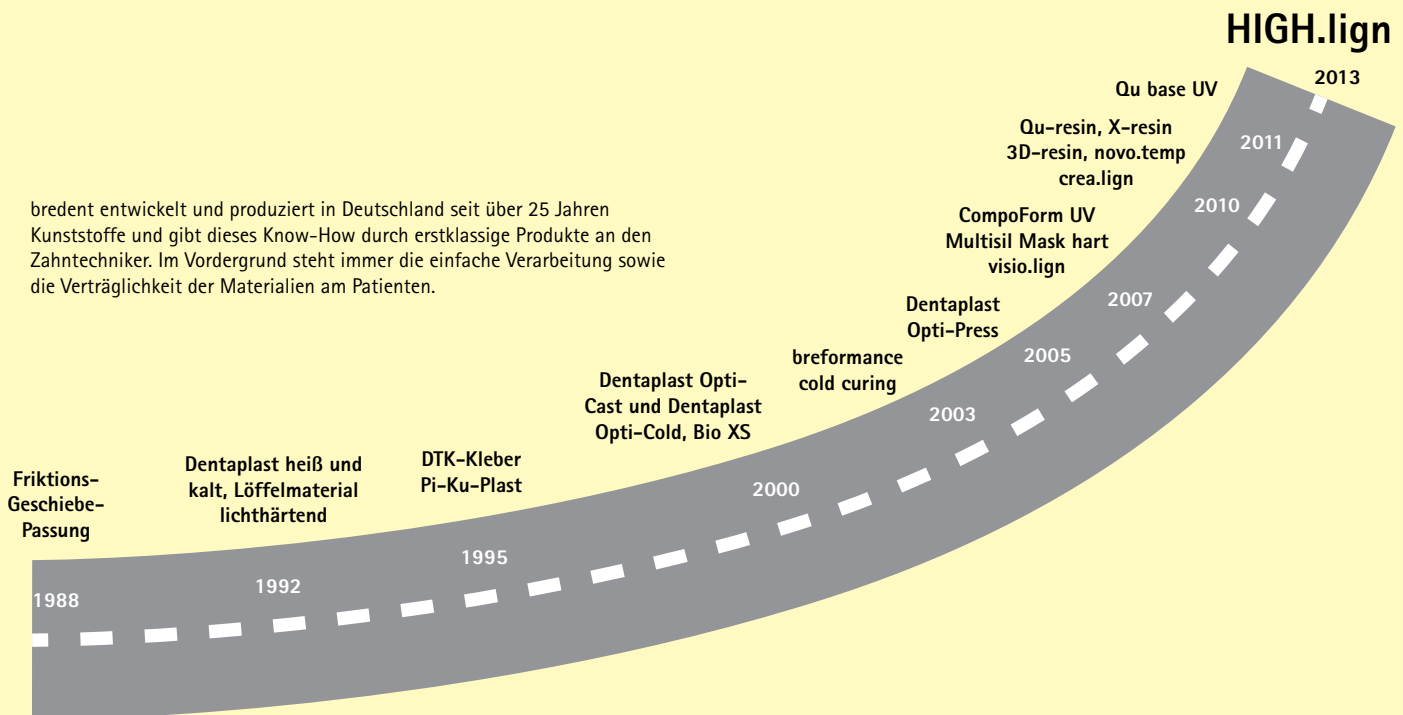 HIGH.lign
2013
Qu base UV
2011
Qu-resin, X-resin
3D-resin, novo.temp
crea.lign
2010
bredent entwickelt und produziert in Deutschland seit über 25 Jahren
Kunststoffe und gibt dieses Know-How durch erstklassige Produkte an den
Zahntechniker. Im Vordergrund steht immer die einfache Verarbeitung sowie
die Verträglichkeit der Materialien am Patienten.
CompoForm UV
Multisil Mask hart
visio.lign
2007
Dentaplast
Opti-Press
2005
breformance
cold curing
2003
Dentaplast Opti-
Cast und Dentaplast
Opti-Cold, Bio XS
2000
DTK-Kleber
Pi-Ku-Plast
1995
Dentaplast heiß und
kalt, Löffelmaterial
lichthärtend
1992
Friktions-
Geschiebe-
Passung
1988